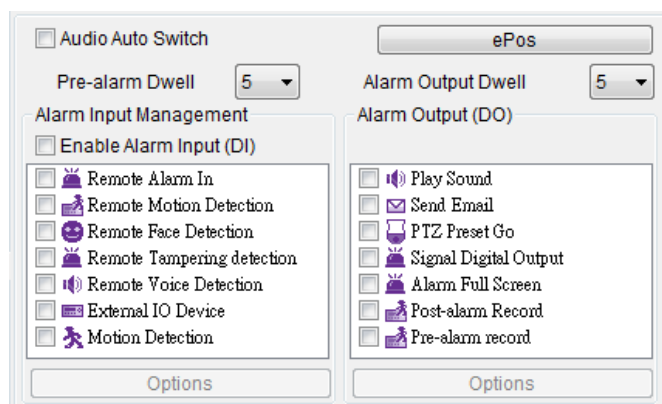 Audio Auto Switch
ePos
Pre-alarm Dwell 5
Alarm Output Dwell 5
Alarm Input Management
Enable Alarm Input (DI)
Remote Alarm In
Remote Motion Detection
Remote Face Detection
Remote Tampering detection
Remote Voice Detection
External IO Device
Motion Detection
Options
Alarm Output (DO)
Play Sound
Send Email
PTZ Preset Go
Signal Digital Output
Alarm Full Screen
Post-alarm Record
Pre-alarm record
Options